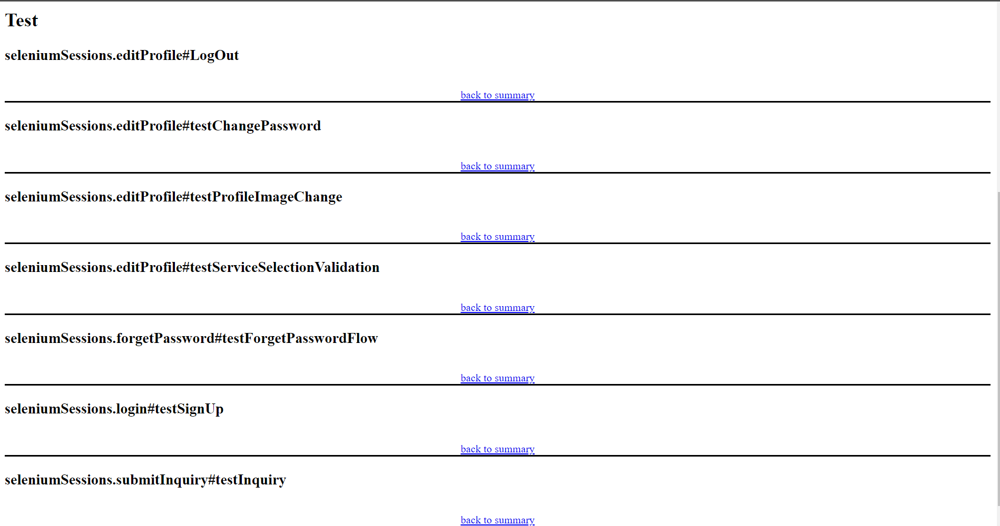 Test
seleniumSessions.editProfile#LogOut
back to summary
seleniumSessions.editProfile#testChangePassword
back to summary
seleniumSessions.editProfile#testProfileImageChange
back to summary
seleniumSessions.editProfile#testServiceSelectionValidation
back to summary
seleniumSessions.forgetPassword#testForgetPasswordFlow
back to summary
seleniumSessions.login#testSignUp
back to summary
seleniumSessions.submitInquiry#testInquiry
back to summary